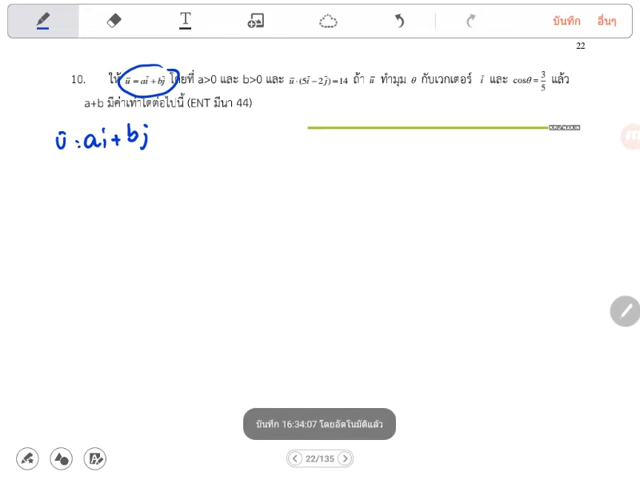 บันทึก อื่นๆ
22
10. ให้ ū = aī + bj̄ โดยที่ a>0 และ b>0 และ ū · (5ī − 2j̄) = 14 ถ้า ū ทำมุม θ กับเวกเตอร์ ī และ cosθ = 3/5 แล้ว
a+b มีค่าเท่าใดต่อไปนี้ (ENT มีนา 44)
ū : ai + bj
บันทึก 16:34:07 โดยอัตโนมัติแล้ว
22/135